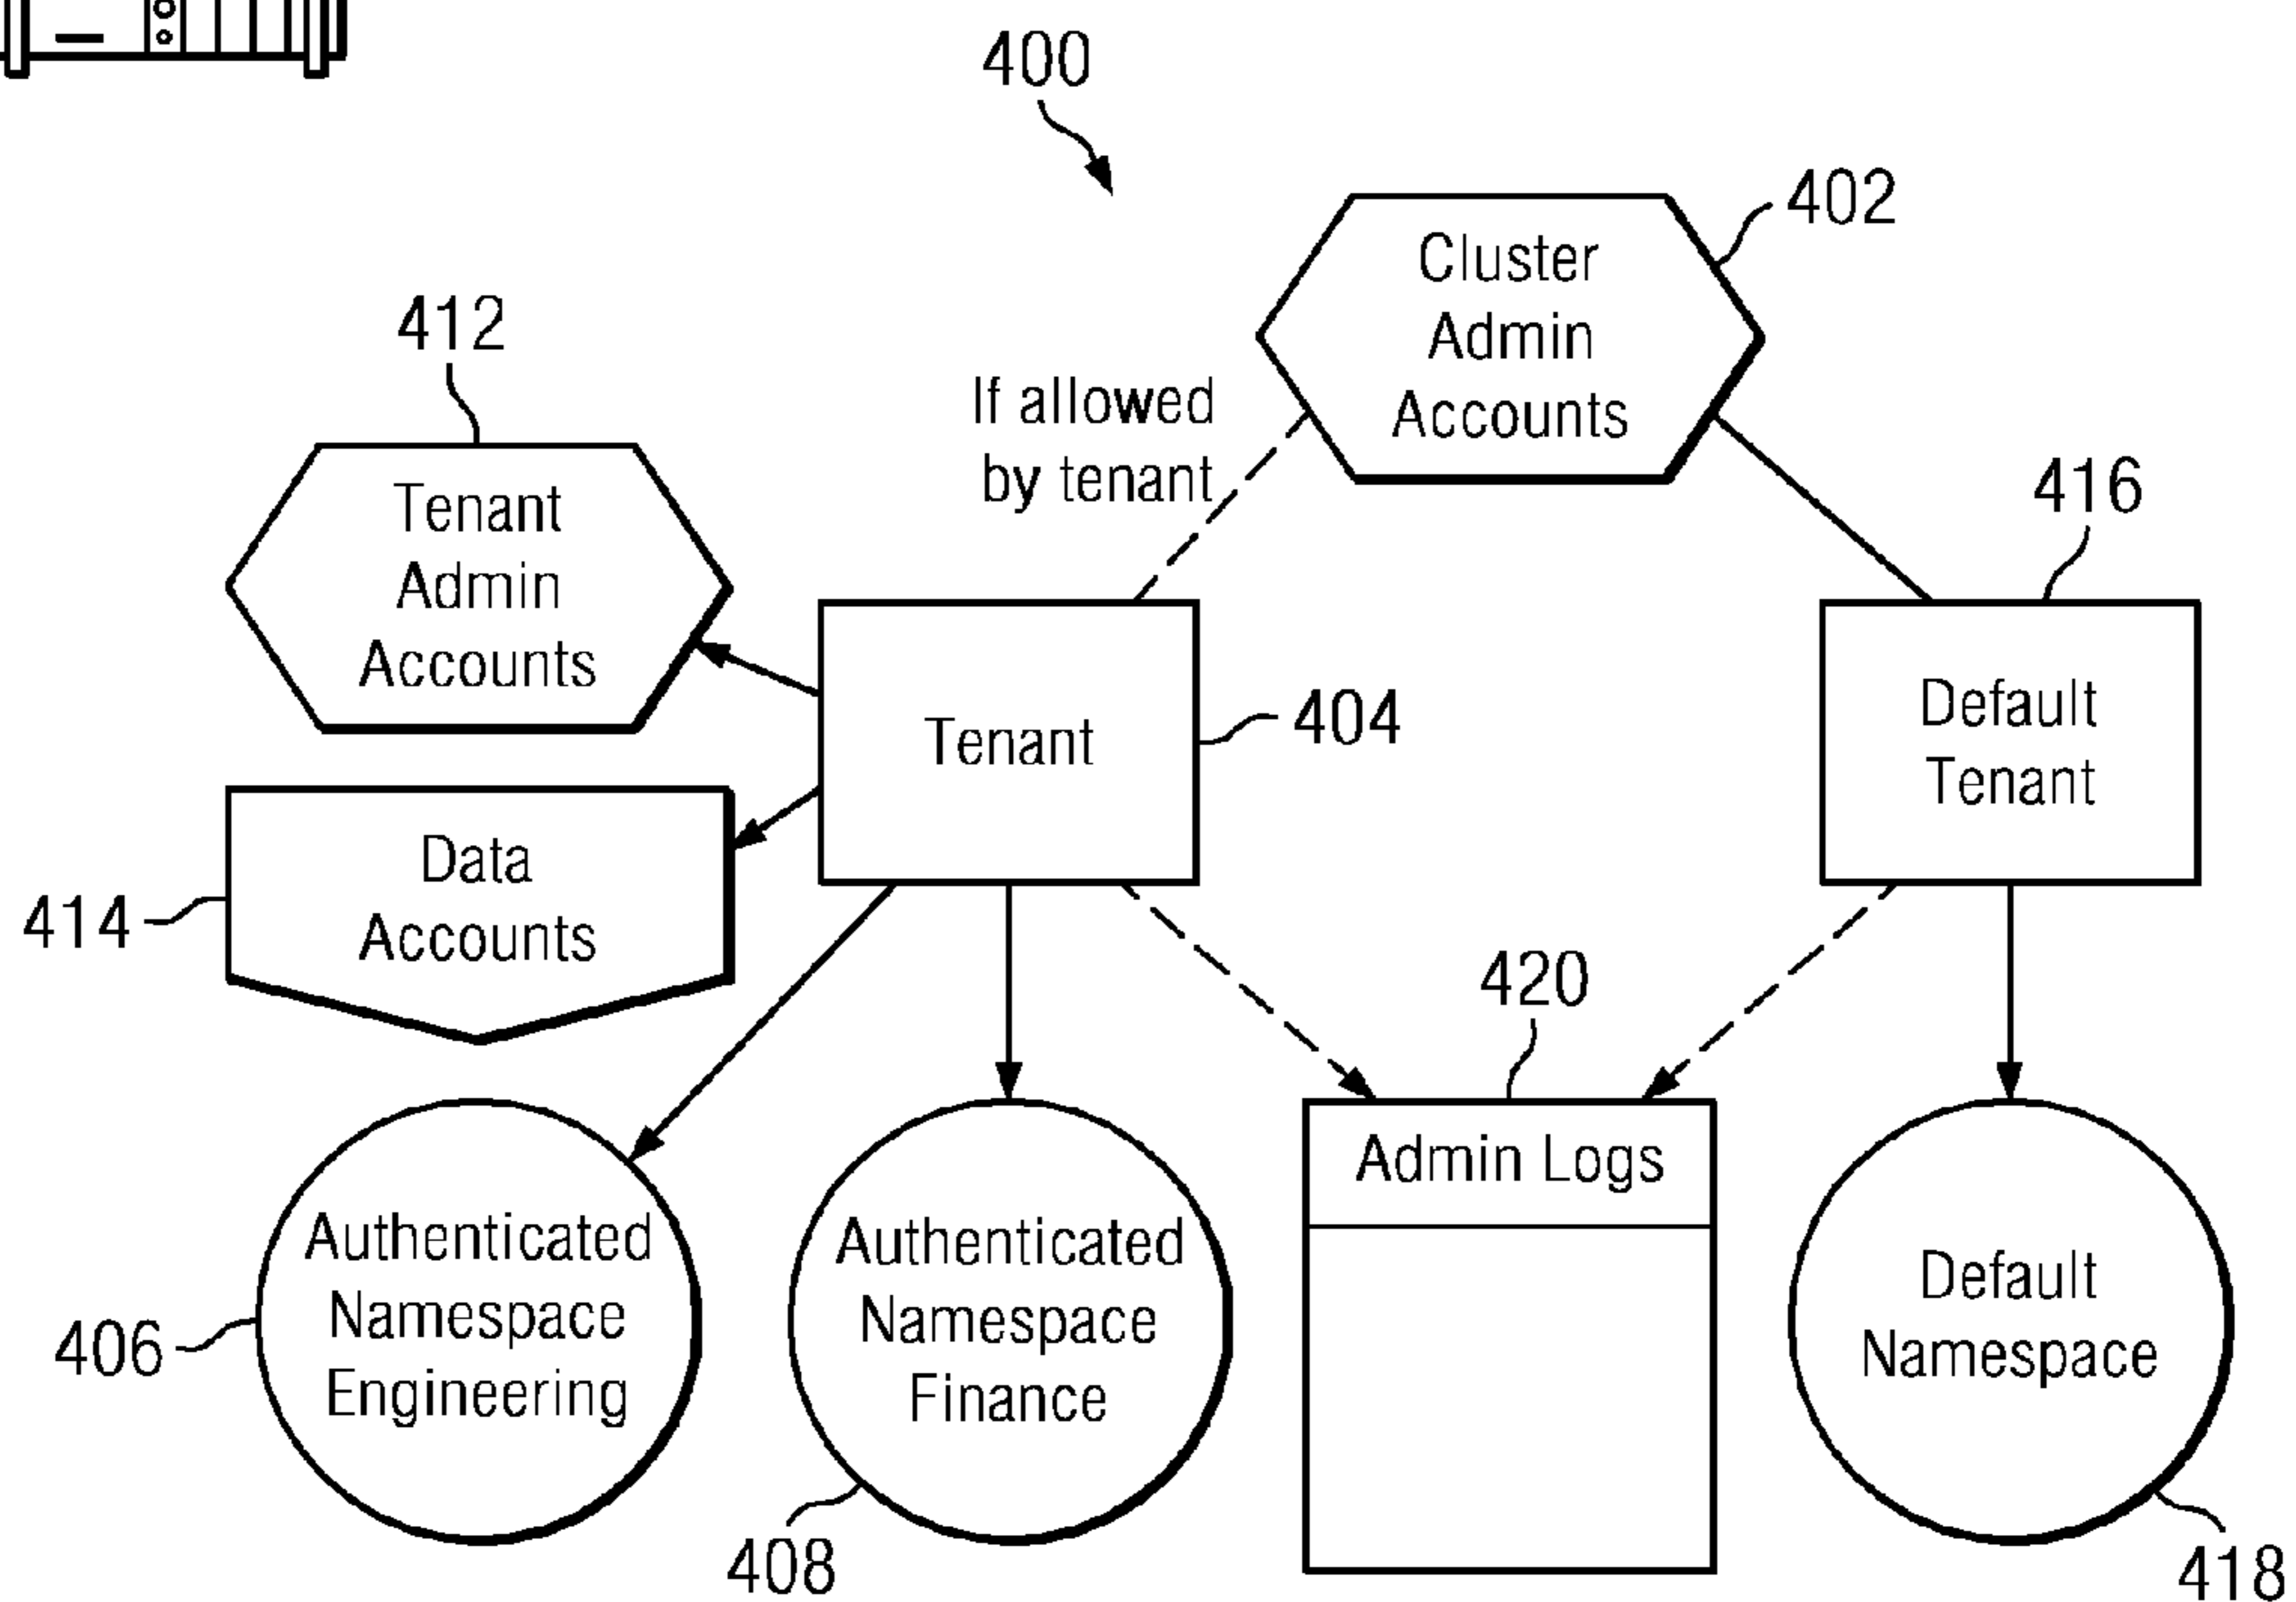 400
402
Cluster
Admin
Accounts
412
If allowed
by tenant
416
Tenant
Admin
Accounts
404
Tenant
Default
Tenant
Data
Accounts
414
420
Admin Logs
Authenticated
Namespace
Engineering
406
Authenticated
Namespace
Finance
408
Default
Namespace
418